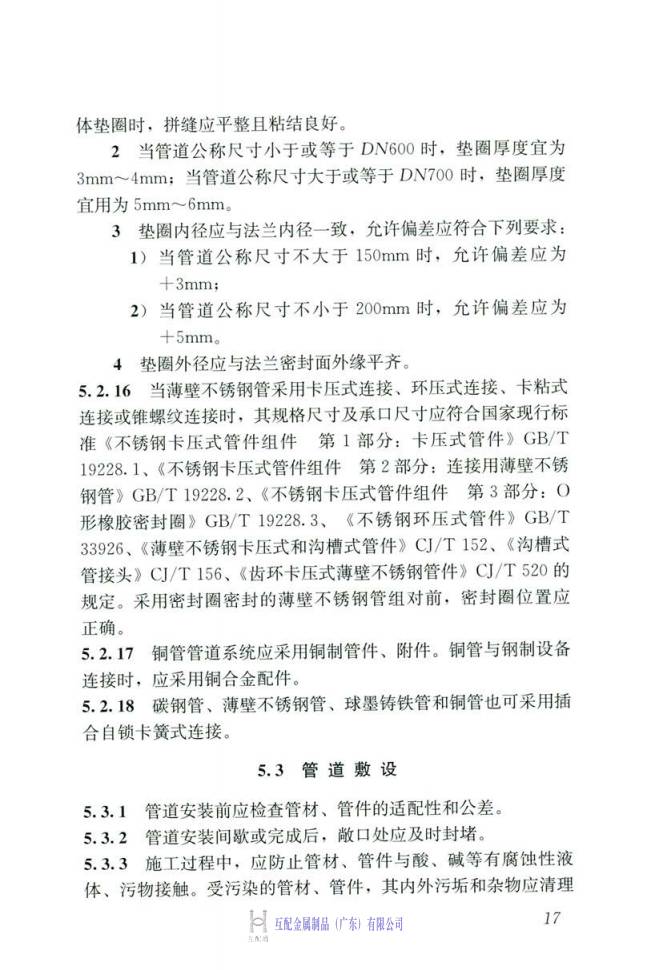 体垫圈时，拼缝应平整且粘结良好。
2 当管道公称尺寸小于或等于 DN600 时，垫圈厚度宜为
3mm～4mm；当管道公称尺寸大于或等于 DN700 时，垫圈厚度
宜用为 5mm～6mm。
3 垫圈内径应与法兰内径一致，允许偏差应符合下列要求：
1）当管道公称尺寸不大于 150mm 时，允许偏差应为
＋3mm；
2）当管道公称尺寸不小于 200mm 时，允许偏差应为
＋5mm。
4 垫圈外径应与法兰密封面外缘平齐。
5.2.16 当薄壁不锈钢管采用卡压式连接、环压式连接、卡粘式
连接或锥螺纹连接时，其规格尺寸及承口尺寸应符合国家现行标
准《不锈钢卡压式管件组件 第 1 部分：卡压式管件》GB/T
19228.1、《不锈钢卡压式管件组件 第 2 部分：连接用薄壁不锈
钢管》GB/T 19228.2、《不锈钢卡压式管件组件 第 3 部分：O
形橡胶密封圈》GB/T 19228.3、《不锈钢环压式管件》GB/T
33926、《薄壁不锈钢卡压式和沟槽式管件》CJ/T 152、《沟槽式
管接头》CJ/T 156、《齿环卡压式薄壁不锈钢管件》CJ/T 520 的
规定。采用密封圈密封的薄壁不锈钢管组对前，密封圈位置应
正确。
5.2.17 铜管管道系统应采用铜制管件、附件。铜管与钢制设备
连接时，应采用铜合金配件。
5.2.18 碳钢管、薄壁不锈钢管、球墨铸铁管和铜管也可采用插
合自锁卡簧式连接。
5.3 管道敷设
5.3.1 管道安装前应检查管材、管件的适配性和公差。
5.3.2 管道安装间歇或完成后，敞口处应及时封堵。
5.3.3 施工过程中，应防止管材、管件与酸、碱等有腐蚀性液
体、污物接触。受污染的管材、管件，其内外污垢和杂物应清理
17
互配金属制品（广东）有限公司